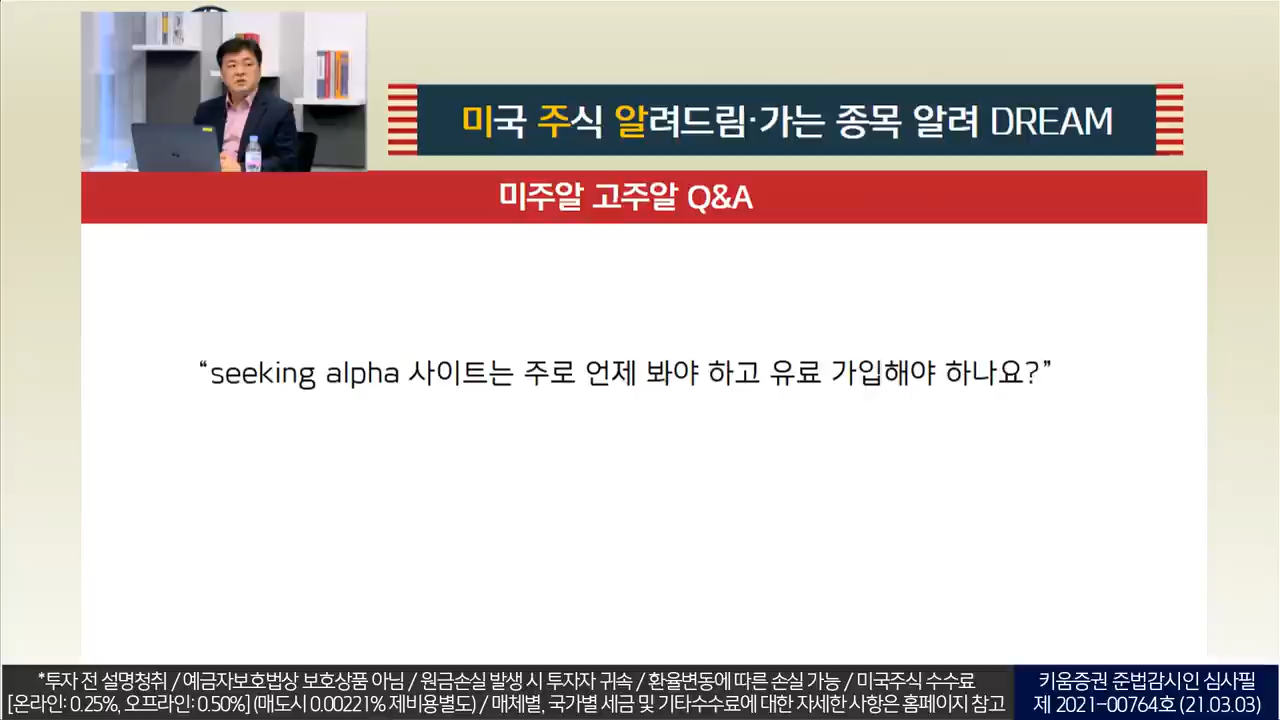 미국 주식 알려드림·가는 종목 알려 DREAM
미주알 고주알 Q&A
“seeking alpha 사이트는 주로 언제 봐야 하고 유료 가입해야 하나요?”
*투자 전 설명청취 / 예금자보호법상 보호상품 아님 / 원금손실 발생 시 투자자 귀속 / 환율변동에 따른 손실 가능 / 미국주식 수수료
[온라인: 0.25%, 오프라인: 0.50%] (매도시 0.00221% 제비용별도) / 매체별, 국가별 세금 및 기타수수료에 대한 자세한 사항은 홈페이지 참고
키움증권 준법감시인 심사필
제 2021-00764호 (21.03.03)